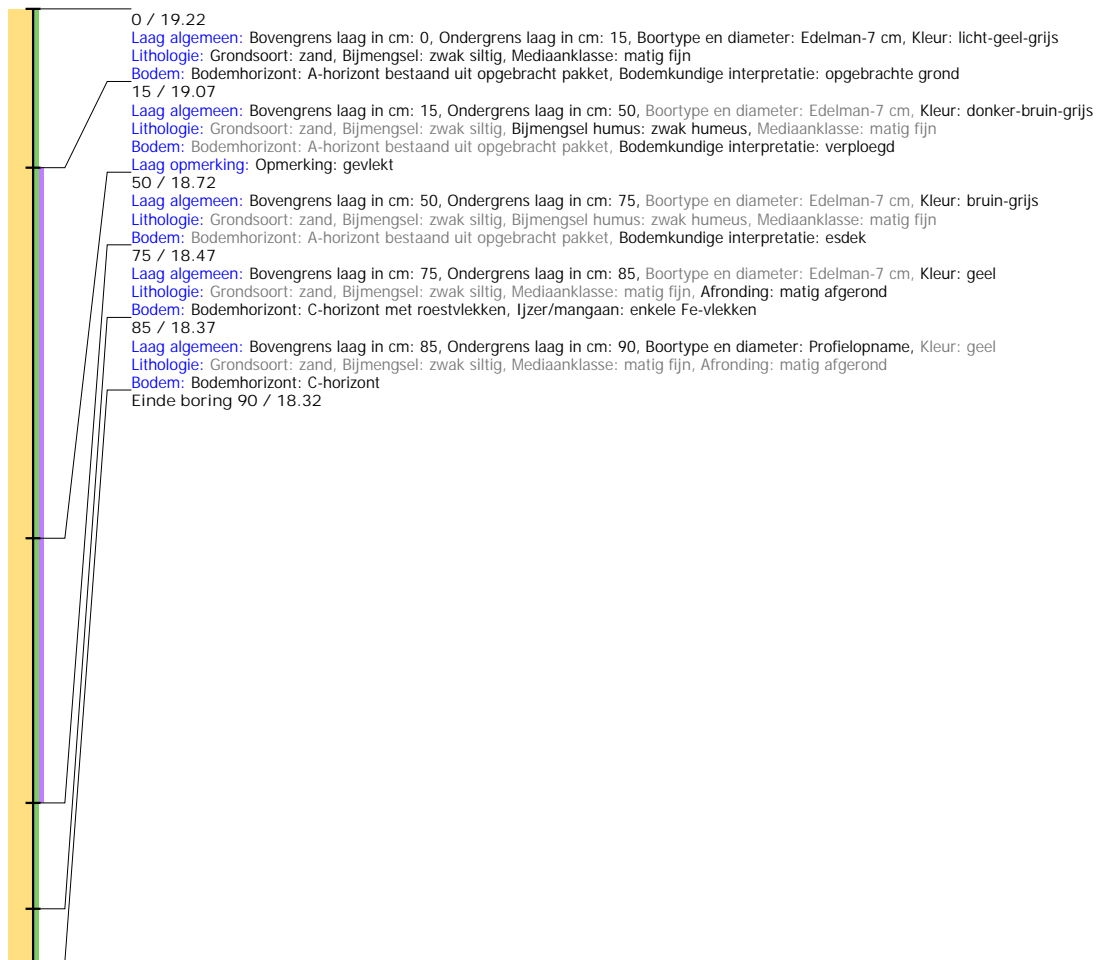 0 / 19.22
Laag algemeen: Bovengrens laag in cm: 0, Ondergrens laag in cm: 15, Boortype en diameter: Edelman-7 cm, Kleur: licht-geel-grijs
Lithologie: Grondsoort: zand, Bijmengsel: zwak siltig, Mediaanklasse: matig fijn
Bodem: Bodemhorizont: A-horizont bestaand uit opgebracht pakket, Bodemkundige interpretatie: opgebrachte grond
15 / 19.07
Laag algemeen: Bovengrens laag in cm: 15, Ondergrens laag in cm: 50, Boortype en diameter: Edelman-7 cm, Kleur: donker-bruin-grijs
Lithologie: Grondsoort: zand, Bijmengsel: zwak siltig, Bijmengsel humus: zwak humeus, Mediaanklasse: matig fijn
Bodem: Bodemhorizont: A-horizont bestaand uit opgebracht pakket, Bodemkundige interpretatie: verploegd
Laag opmerking: Opmerking: gevlekt
50 / 18.72
Laag algemeen: Bovengrens laag in cm: 50, Ondergrens laag in cm: 75, Boortype en diameter: Edelman-7 cm, Kleur: bruin-grijs
Lithologie: Grondsoort: zand, Bijmengsel: zwak siltig, Bijmengsel humus: zwak humeus, Mediaanklasse: matig fijn
Bodem: Bodemhorizont: A-horizont bestaand uit opgebracht pakket, Bodemkundige interpretatie: esdek
75 / 18.47
Laag algemeen: Bovengrens laag in cm: 75, Ondergrens laag in cm: 85, Boortype en diameter: Edelman-7 cm, Kleur: geel
Lithologie: Grondsoort: zand, Bijmengsel: zwak siltig, Mediaanklasse: matig fijn, Afronding: matig afgerond
Bodem: Bodemhorizont: C-horizont met roestvlekken, Ijzer/mangaan: enkele Fe-vlekken
85 / 18.37
Laag algemeen: Bovengrens laag in cm: 85, Ondergrens laag in cm: 90, Boortype en diameter: Profielopname, Kleur: geel
Lithologie: Grondsoort: zand, Bijmengsel: zwak siltig, Mediaanklasse: matig fijn, Afronding: matig afgerond
Bodem: Bodemhorizont: C-horizont
Einde boring 90 / 18.32